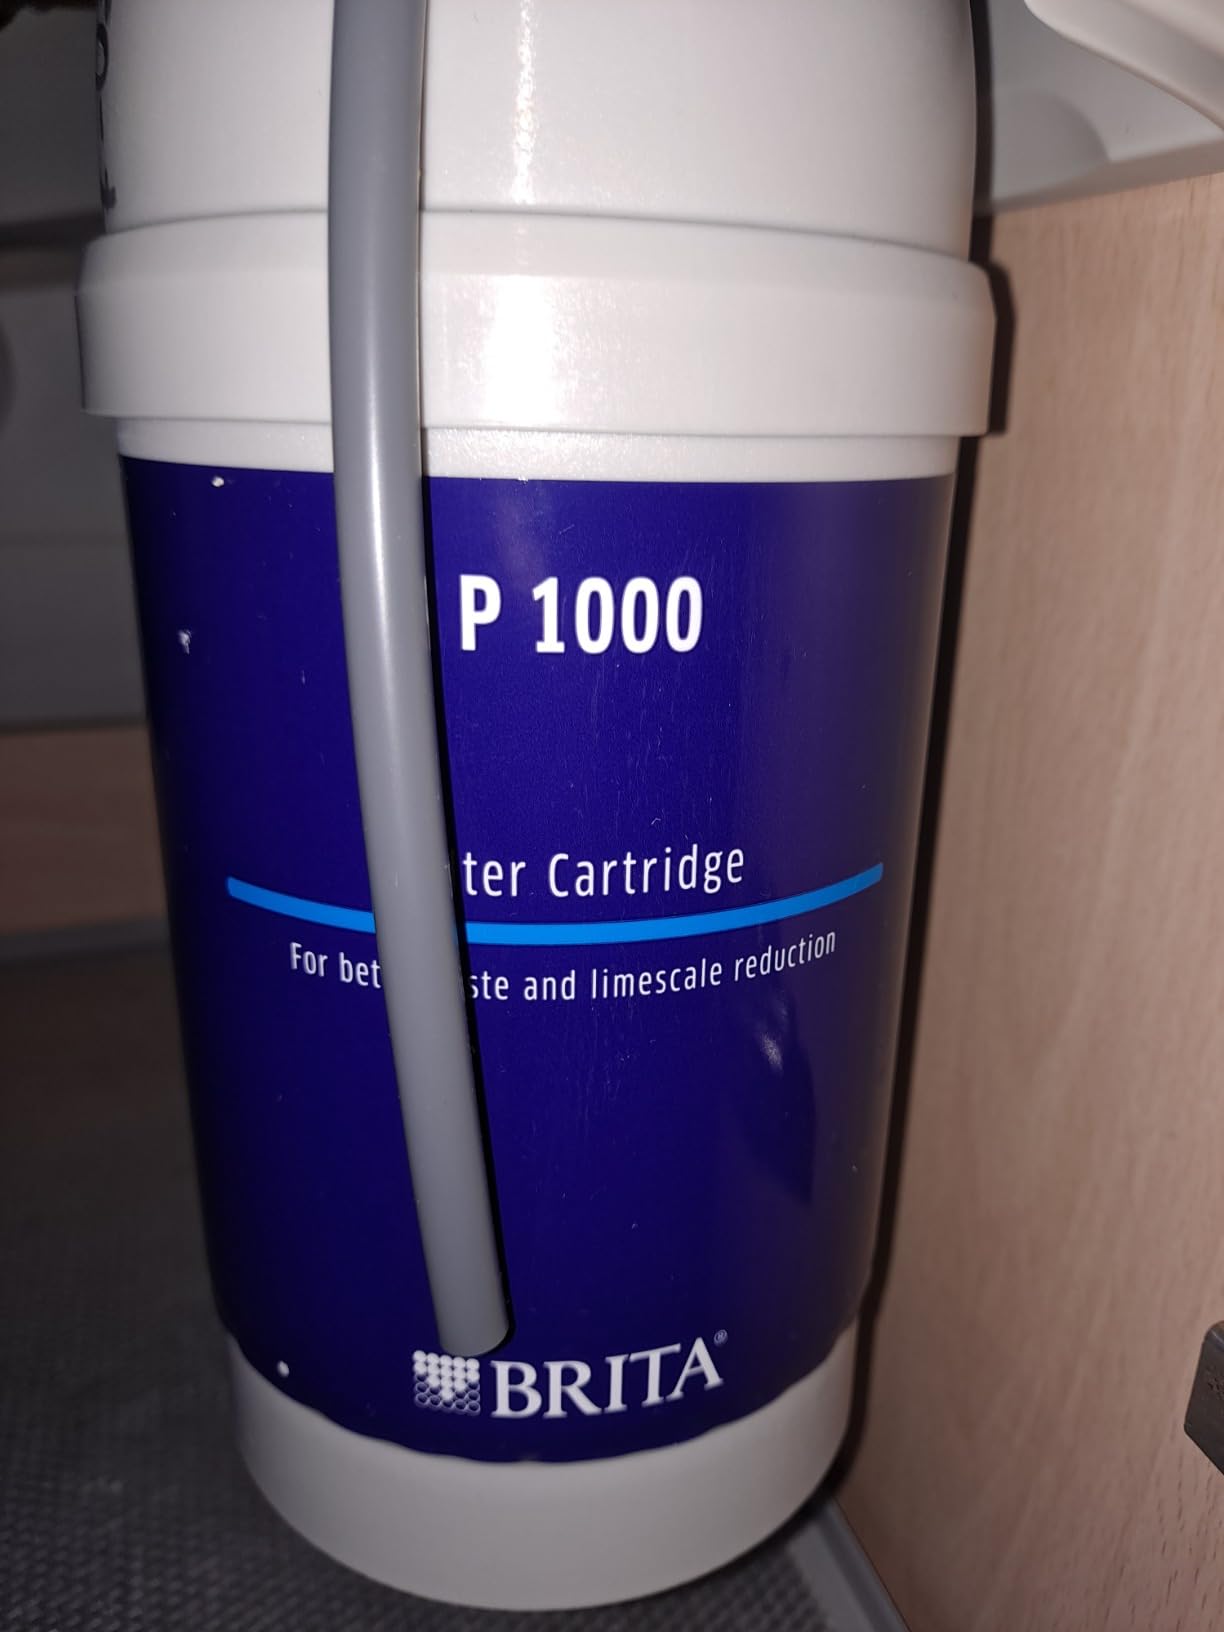 P 1000
ter Cartridge
For bet ste and limescale reduction
BRITA®